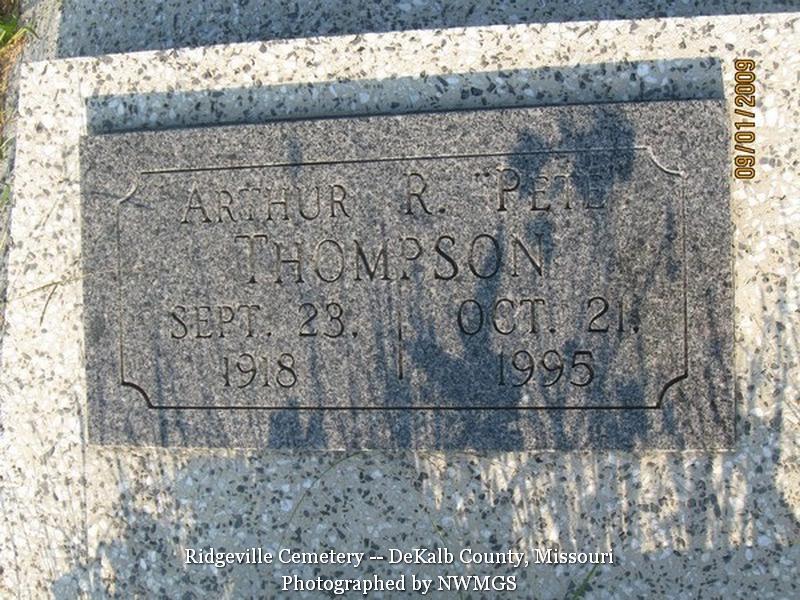 09/01/2009
ARTHUR R. "PETE"
THOMPSON
SEPT. 23, OCT. 21,
1918 1995
Ridgeville Cemetery -- DeKalb County, Missouri
Photographed by NWMGS